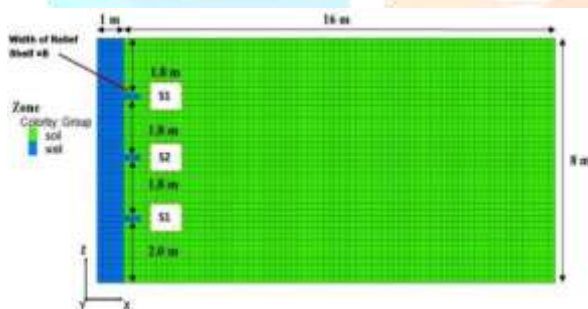 1 m
16 m
Width of Relief
Shelf =B
1.8 m
S1
Zone
Colorby: Group
soil
wall
1.8 m
S2
8 m
1.8 m
S1
2.0 m
Z
Y
X